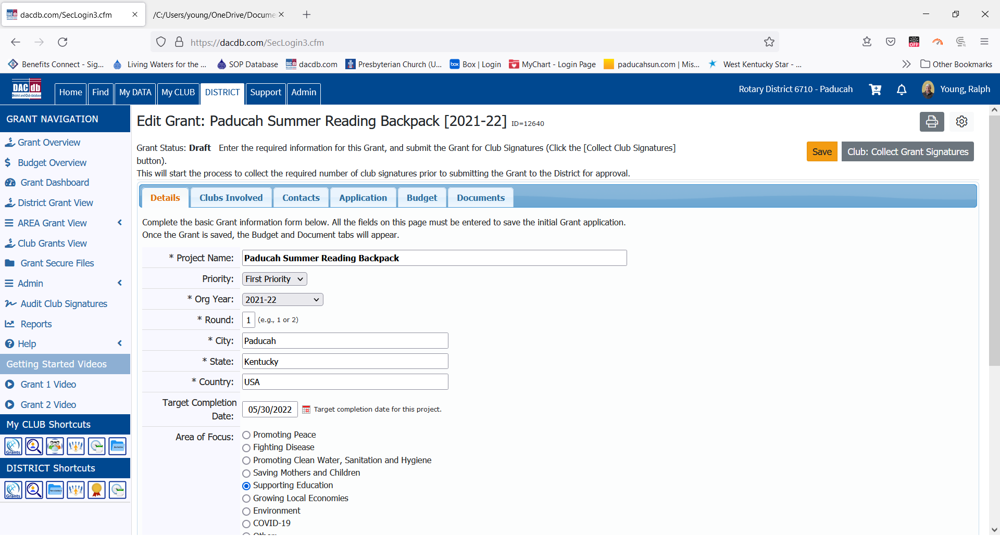 dacdb.com/SecLogin3.cfm
/C:/Users/young/OneDrive/Docume
https://dacdb.com/SecLogin3.cfm
OFF
Benefits Connect - Sig...
Living Waters for the ...
SOP Database
dacdb.com
Presbyterian Church (U...
box
Box | Login
MyChart - Login Page
paducahsun.com | Mis...
West Kentucky Star - ...
Other Bookmarks
DACdb
District and Club database
Home
Find
My DATA
My CLUB
DISTRICT
Support
Admin
Rotary District 6710 - Paducah
Young, Ralph
GRANT NAVIGATION
Grant Overview
Budget Overview
Grant Dashboard
District Grant View
AREA Grant View
Club Grants View
Grant Secure Files
Admin
Audit Club Signatures
Reports
Help
Getting Started Videos
Grant 1 Video
Grant 2 Video
My CLUB Shortcuts
Grants
DISTRICT Shortcuts
Grants
Edit Grant: Paducah Summer Reading Backpack [2021-22] ID=12640
Grant Status: Draft Enter the required information for this Grant, and submit the Grant for Club Signatures (Click the [Collect Club Signatures]
button).
This will start the process to collect the required number of club signatures prior to submitting the Grant to the District for approval.
Save
Club: Collect Grant Signatures
Details
Clubs Involved
Contacts
Application
Budget
Documents
Complete the basic Grant information form below. All the fields on this page must be entered to save the initial Grant application.
Once the Grant is saved, the Budget and Document tabs will appear.
* Project Name: Paducah Summer Reading Backpack
Priority: First Priority
* Org Year: 2021-22
* Round: 1 (e.g., 1 or 2)
* City: Paducah
* State: Kentucky
* Country: USA
Target Completion
Date: 05/30/2022 Target completion date for this project.
Area of Focus: Promoting Peace
Fighting Disease
Promoting Clean Water, Sanitation and Hygiene
Saving Mothers and Children
Supporting Education
Growing Local Economies
Environment
COVID-19
Other